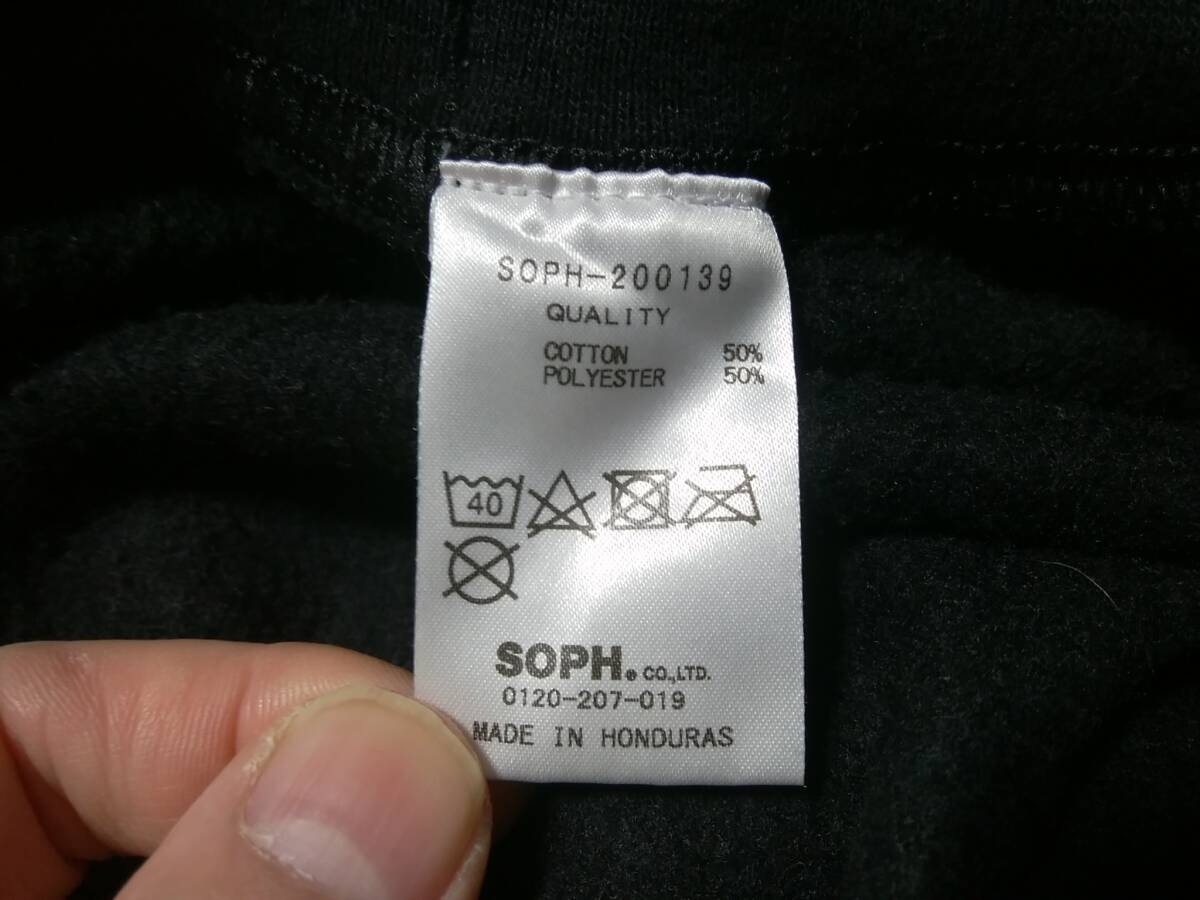 SOPH-200139
QUALITY
COTTON 50%
POLYESTER 50%
40
SOPH. CO.,LTD.
0120-207-019
MADE IN HONDURAS